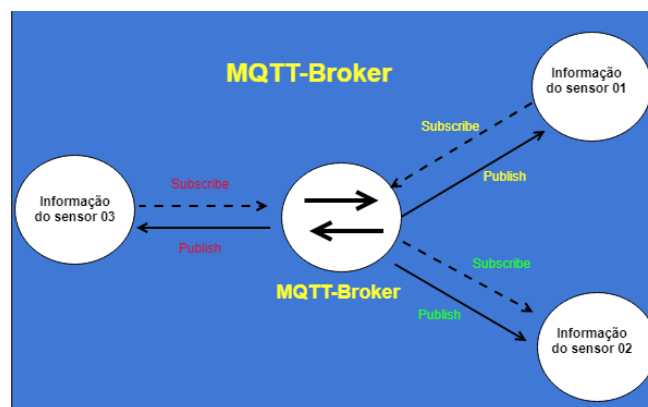 MQTT-Broker
Informação
do sensor 01
Subscribe
Publish
Informação
do sensor 03
Subscribe
Publish
MQTT-Broker
Subscribe
Publish
Informação
do sensor 02